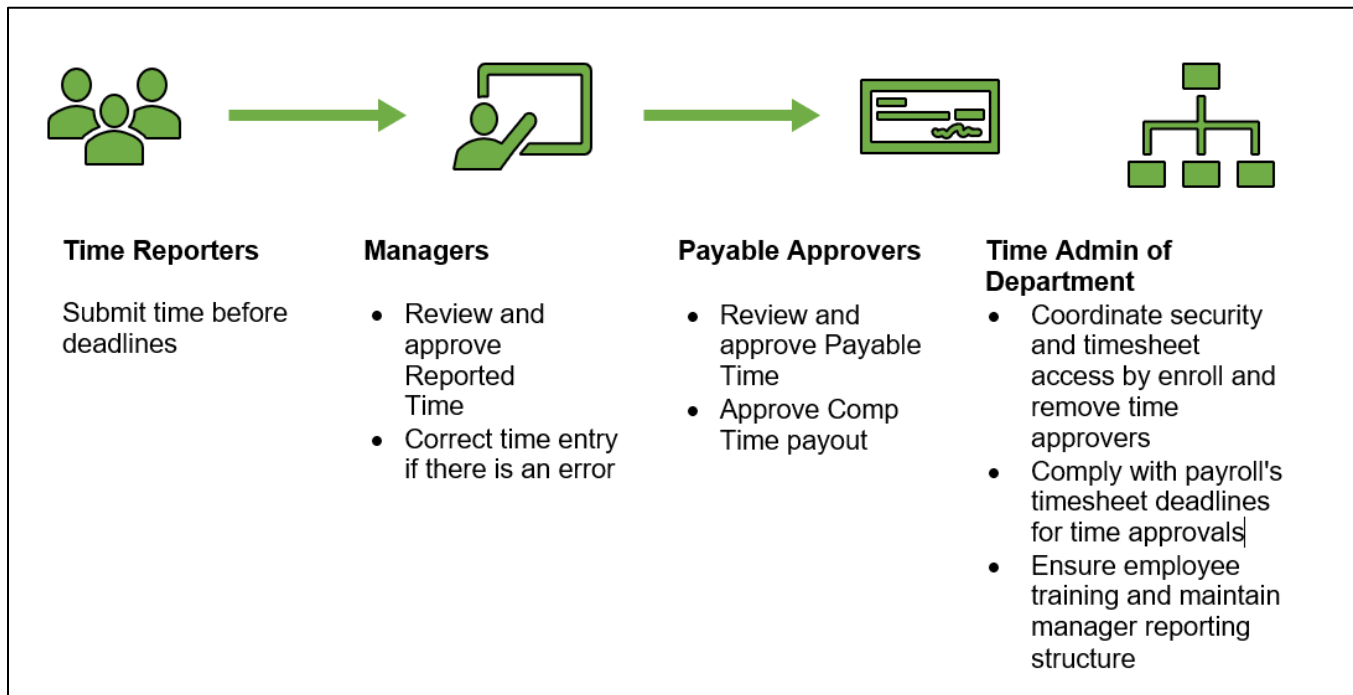 Time Reporters
Submit time before
deadlines
Managers
• Review and
approve
Reported
Time
• Correct time entry
if there is an error
Payable Approvers
• Review and
approve Payable
Time
• Approve Comp
Time payout
Time Admin of
Department
• Coordinate security
and timesheet
access by enroll and
remove time
approvers
• Comply with payroll's
timesheet deadlines
for time approvals
• Ensure employee
training and maintain
manager reporting
structure